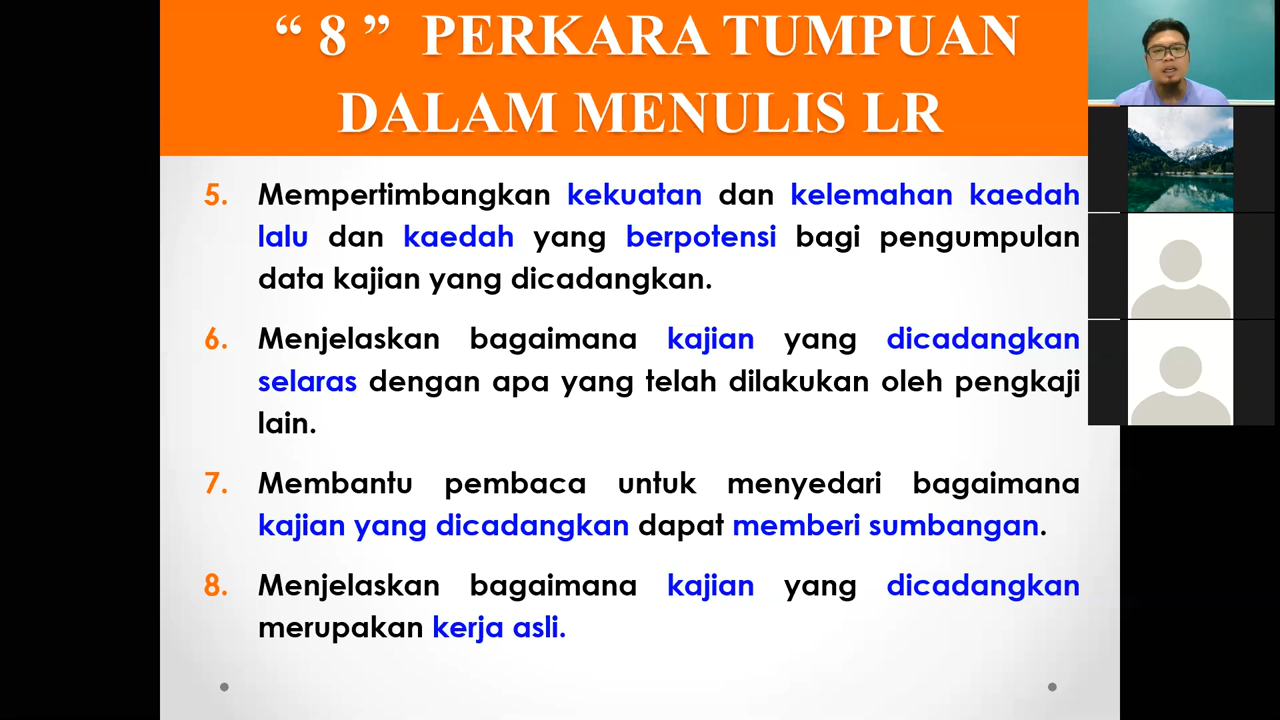 “ 8 ” PERKARA TUMPUAN
DALAM MENULIS LR
5. Mempertimbangkan kekuatan dan kelemahan kaedah
lalu dan kaedah yang berpotensi bagi pengumpulan
data kajian yang dicadangkan.
6. Menjelaskan bagaimana kajian yang dicadangkan
selaras dengan apa yang telah dilakukan oleh pengkaji
lain.
7. Membantu pembaca untuk menyedari bagaimana
kajian yang dicadangkan dapat memberi sumbangan.
8. Menjelaskan bagaimana kajian yang dicadangkan
merupakan kerja asli.